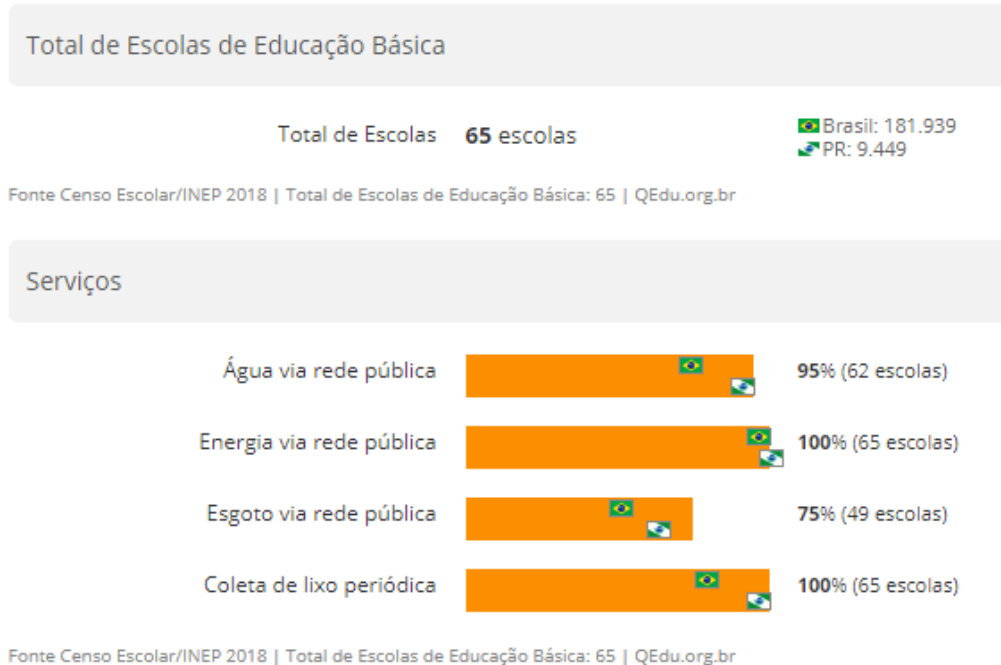 Total de Escolas de Educação Básica
Total de Escolas 65 escolas
Brasil: 181.939
PR: 9.449
Fonte Censo Escolar/INEP 2018 | Total de Escolas de Educação Básica: 65 | QEdu.org.br
Serviços
Água via rede pública 95% (62 escolas)
Energia via rede pública 100% (65 escolas)
Esgoto via rede pública 75% (49 escolas)
Coleta de lixo periódica 100% (65 escolas)
Fonte Censo Escolar/INEP 2018 | Total de Escolas de Educação Básica: 65 | QEdu.org.br